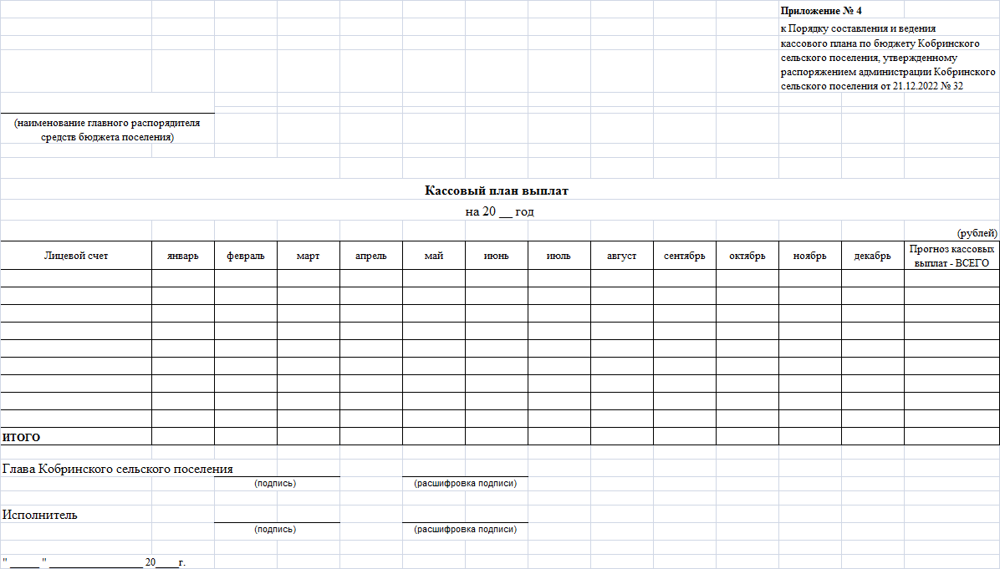 Приложение № 4
к Порядку составления и ведения
кассового плана по бюджету Кобринского
сельского поселения, утвержденному
распоряжением администрации Кобринского
сельского поселения от 21.12.2022 № 32
(наименование главного распорядителя
средств бюджета поселения)
Кассовый план выплат
на 20 __ год
(рублей)
Лицевой счет январь февраль март апрель май июнь июль август сентябрь октябрь ноябрь декабрь Прогноз кассовых
выплат - ВСЕГО
ИТОГО
Глава Кобринского сельского поселения
(подпись) (расшифровка подписи)
Исполнитель
(подпись) (расшифровка подписи)
" _____ " ________________ 20____г.